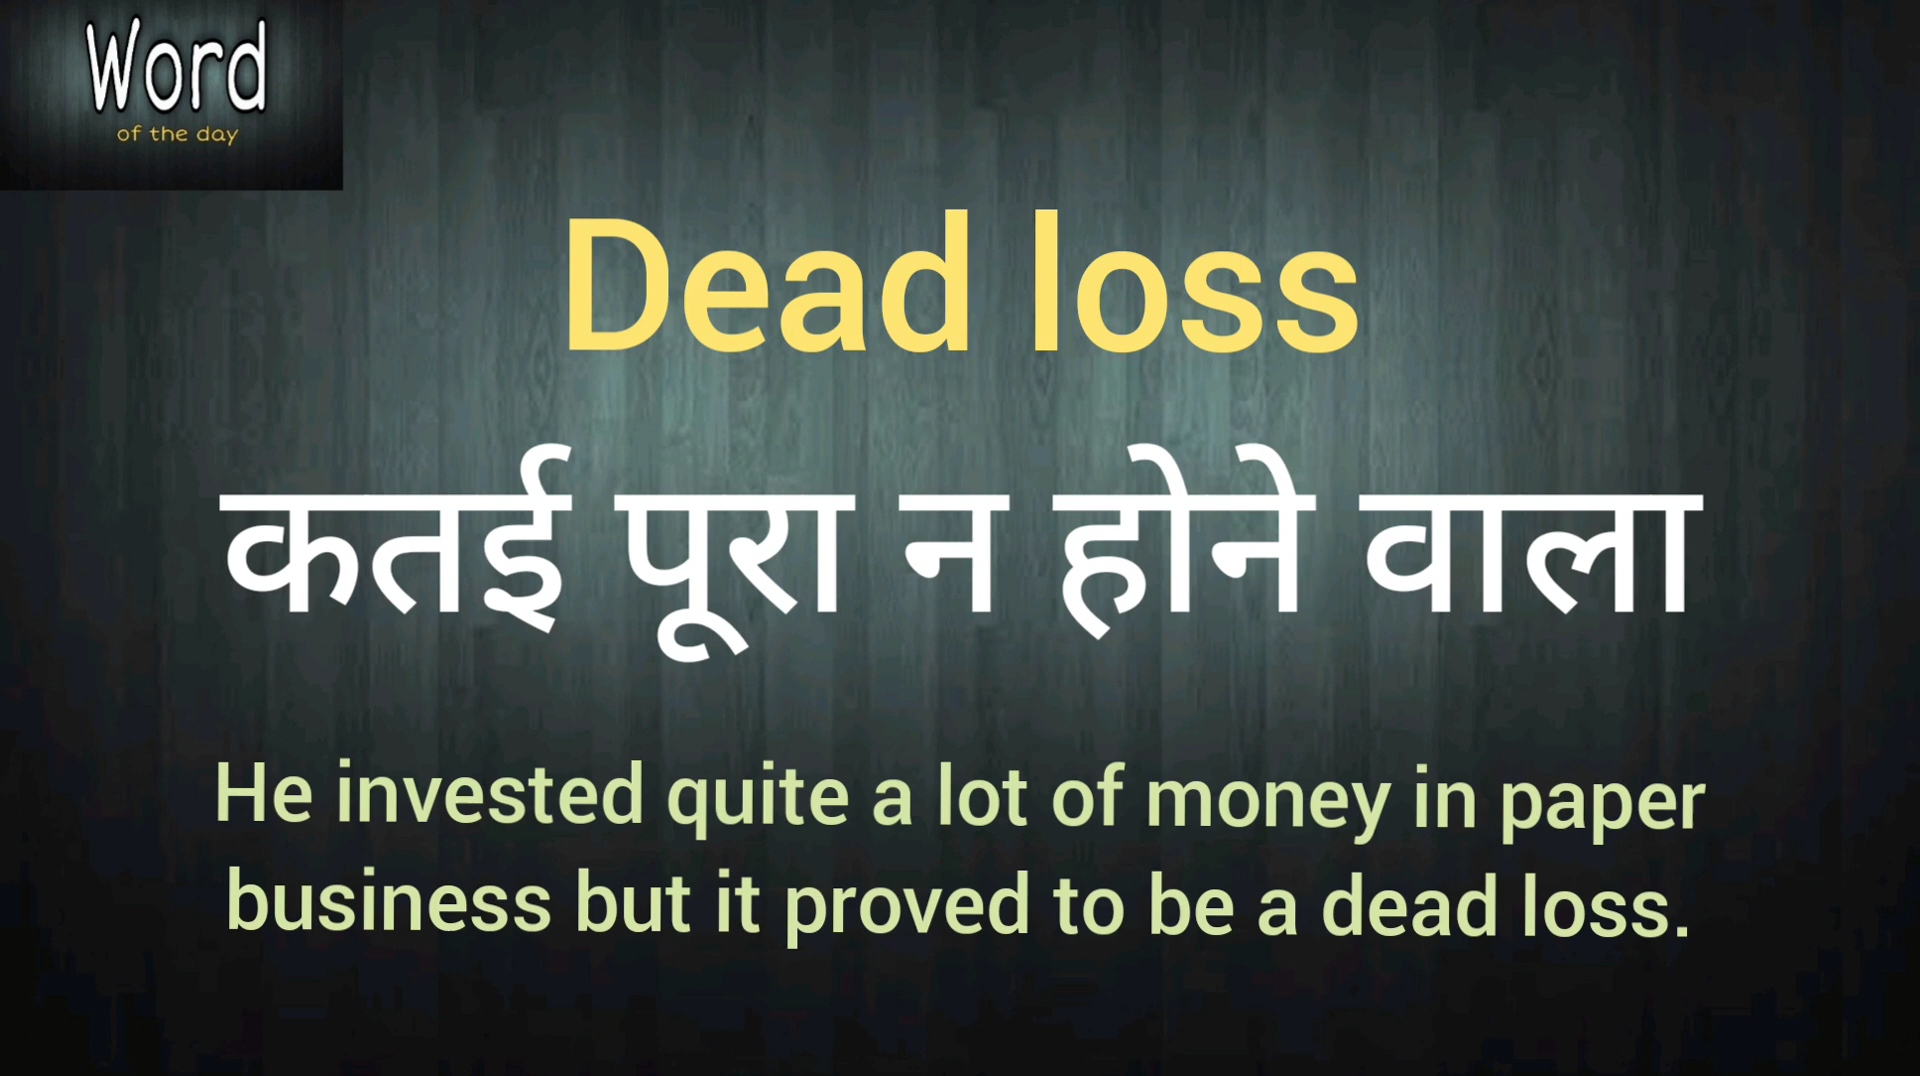 Word
of the day
Dead loss
कतई पूरा न होने वाला
He invested quite a lot of money in paper
business but it proved to be a dead loss.